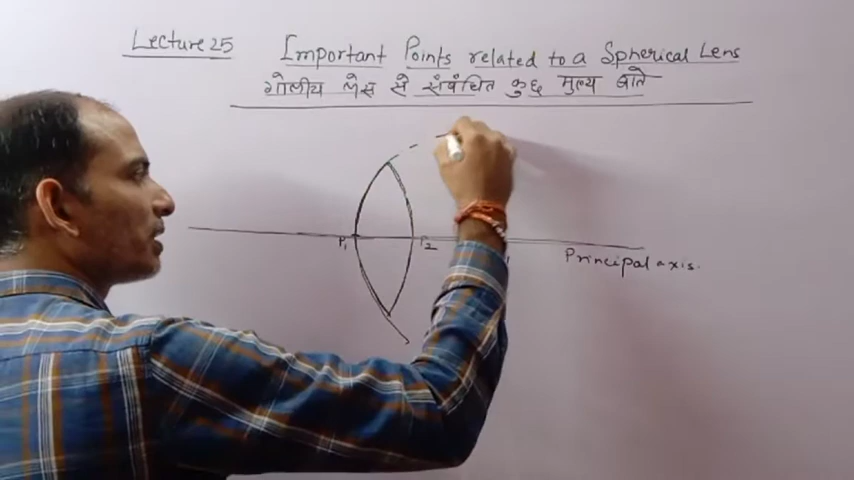 Lecture 25
Important Points related to a Spherical Lens
गोलीय लेंस से संबंधित कुछ मुख्य बातें
P₁
P₂
Principal axis.